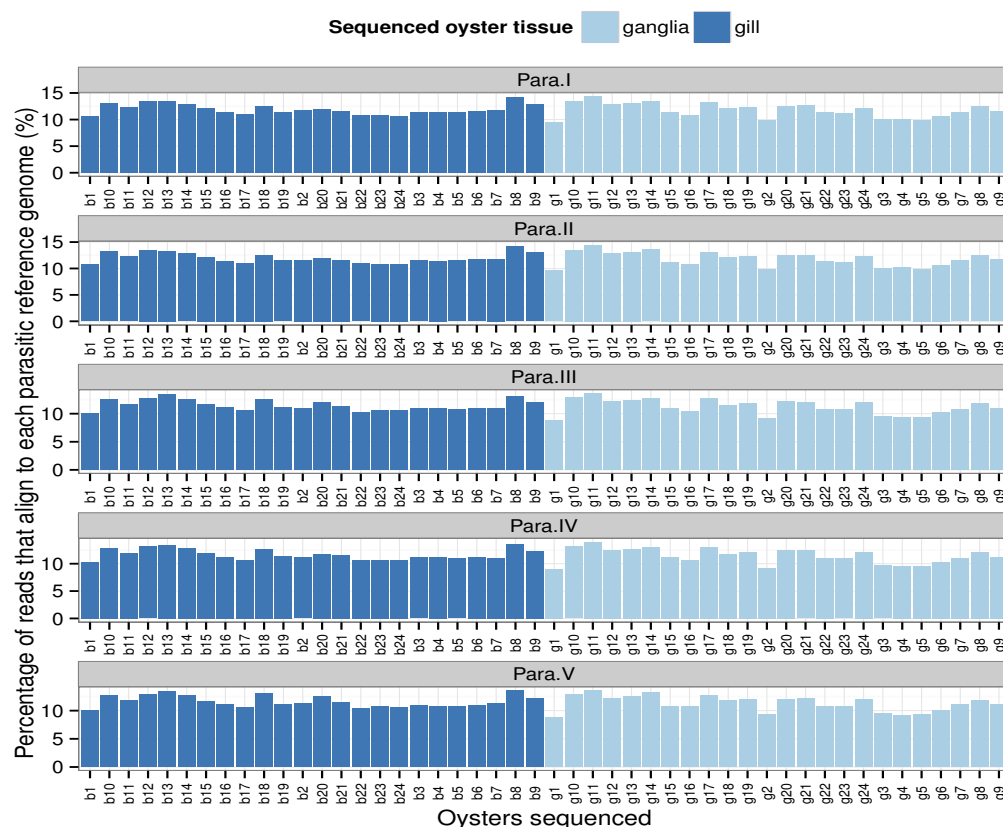 Sequenced oyster tissue ganglia gill
Percentage of reads that align to each parasitic reference genome (%)
Para.I
15
10
5
0
b1 b10 b11 b12 b13 b14 b15 b16 b17 b18 b19 b2 b20 b21 b22 b23 b24 b3 b4 b5 b6 b7 b8 b9 g1 g10 g11 g12 g13 g14 g15 g16 g17 g18 g19 g2 g20 g21 g22 g23 g24 g3 g4 g5 g6 g7 g8 g9
Para.II
15
10
5
0
b1 b10 b11 b12 b13 b14 b15 b16 b17 b18 b19 b2 b20 b21 b22 b23 b24 b3 b4 b5 b6 b7 b8 b9 g1 g10 g11 g12 g13 g14 g15 g16 g17 g18 g19 g2 g20 g21 g22 g23 g24 g3 g4 g5 g6 g7 g8 g9
Para.III
10
5
0
b1 b10 b11 b12 b13 b14 b15 b16 b17 b18 b19 b2 b20 b21 b22 b23 b24 b3 b4 b5 b6 b7 b8 b9 g1 g10 g11 g12 g13 g14 g15 g16 g17 g18 g19 g2 g20 g21 g22 g23 g24 g3 g4 g5 g6 g7 g8 g9
Para.IV
10
5
0
b1 b10 b11 b12 b13 b14 b15 b16 b17 b18 b19 b2 b20 b21 b22 b23 b24 b3 b4 b5 b6 b7 b8 b9 g1 g10 g11 g12 g13 g14 g15 g16 g17 g18 g19 g2 g20 g21 g22 g23 g24 g3 g4 g5 g6 g7 g8 g9
Para.V
10
5
0
b1 b10 b11 b12 b13 b14 b15 b16 b17 b18 b19 b2 b20 b21 b22 b23 b24 b3 b4 b5 b6 b7 b8 b9 g1 g10 g11 g12 g13 g14 g15 g16 g17 g18 g19 g2 g20 g21 g22 g23 g24 g3 g4 g5 g6 g7 g8 g9
Oysters sequenced